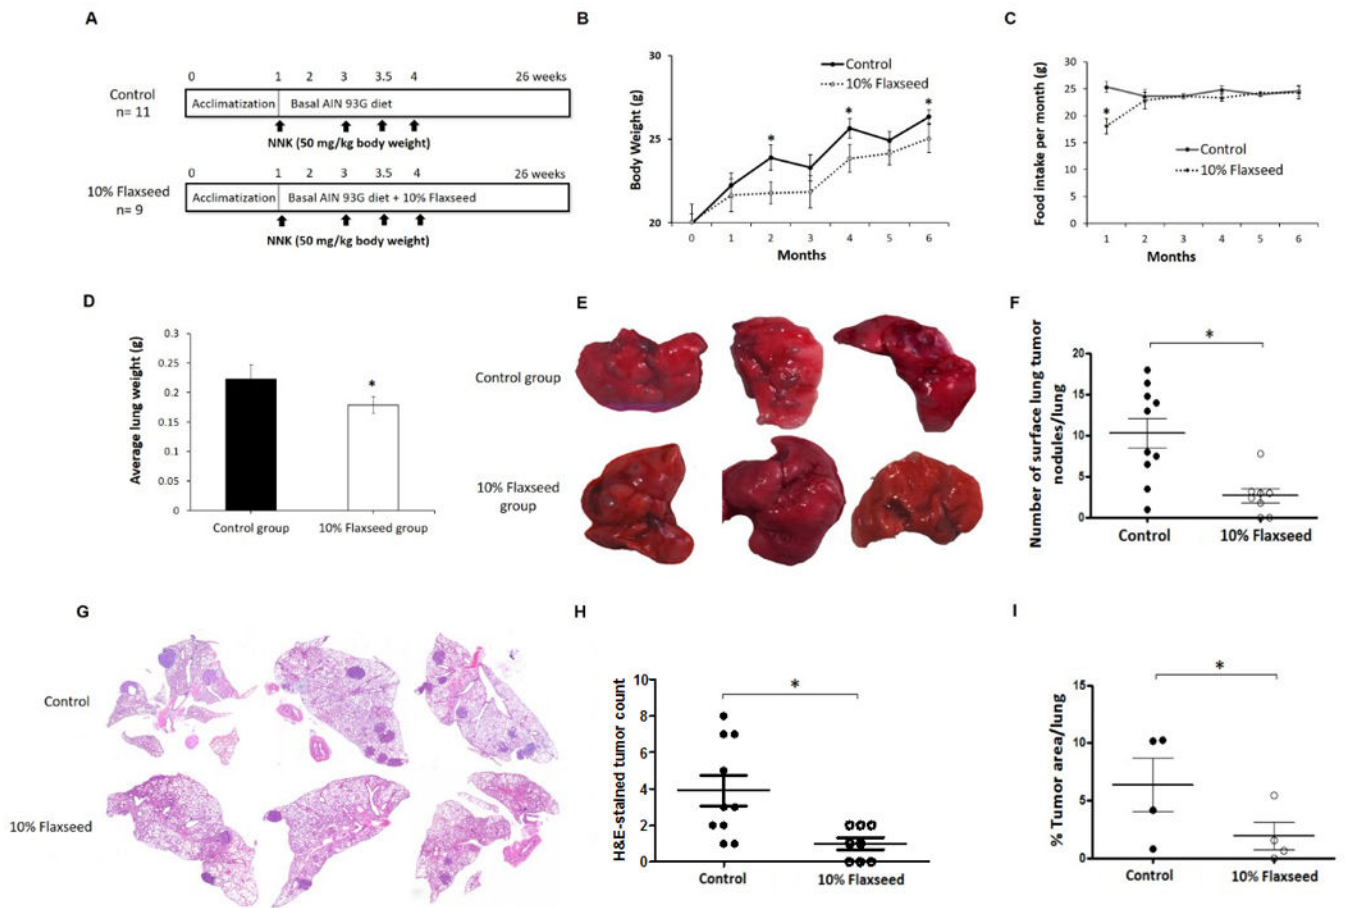 A
0 1 2 3 3.5 4 26 weeks
Control
n= 11
Acclimatization Basal AIN 93G diet
NNK (50 mg/kg body weight)
0 1 2 3 3.5 4 26 weeks
10% Flaxseed
n= 9
Acclimatization Basal AIN 93G diet + 10% Flaxseed
NNK (50 mg/kg body weight)
B
Body Weight (g)
30
25
20
Control
10% Flaxseed
* * *
0 1 2 3 4 5 6
Months
C
Food intake per month (g)
30
25
20
15
10
5
0
*
Control
10% Flaxseed
1 2 3 4 5 6
Months
D
Average lung weight (g)
0.3
0.25
0.2
0.15
0.1
0.05
0
*
Control group 10% Flaxseed group
E
Control group
10% Flaxseed
group
F
Number of surface lung tumor
nodules/lung
20
15
10
5
0
*
Control 10% Flaxseed
G
Control
10% Flaxseed
H
H&E-stained tumor count
10
8
6
4
2
0
*
Control 10% Flaxseed
I
% Tumor area/lung
15
10
5
0
*
Control 10% Flaxseed